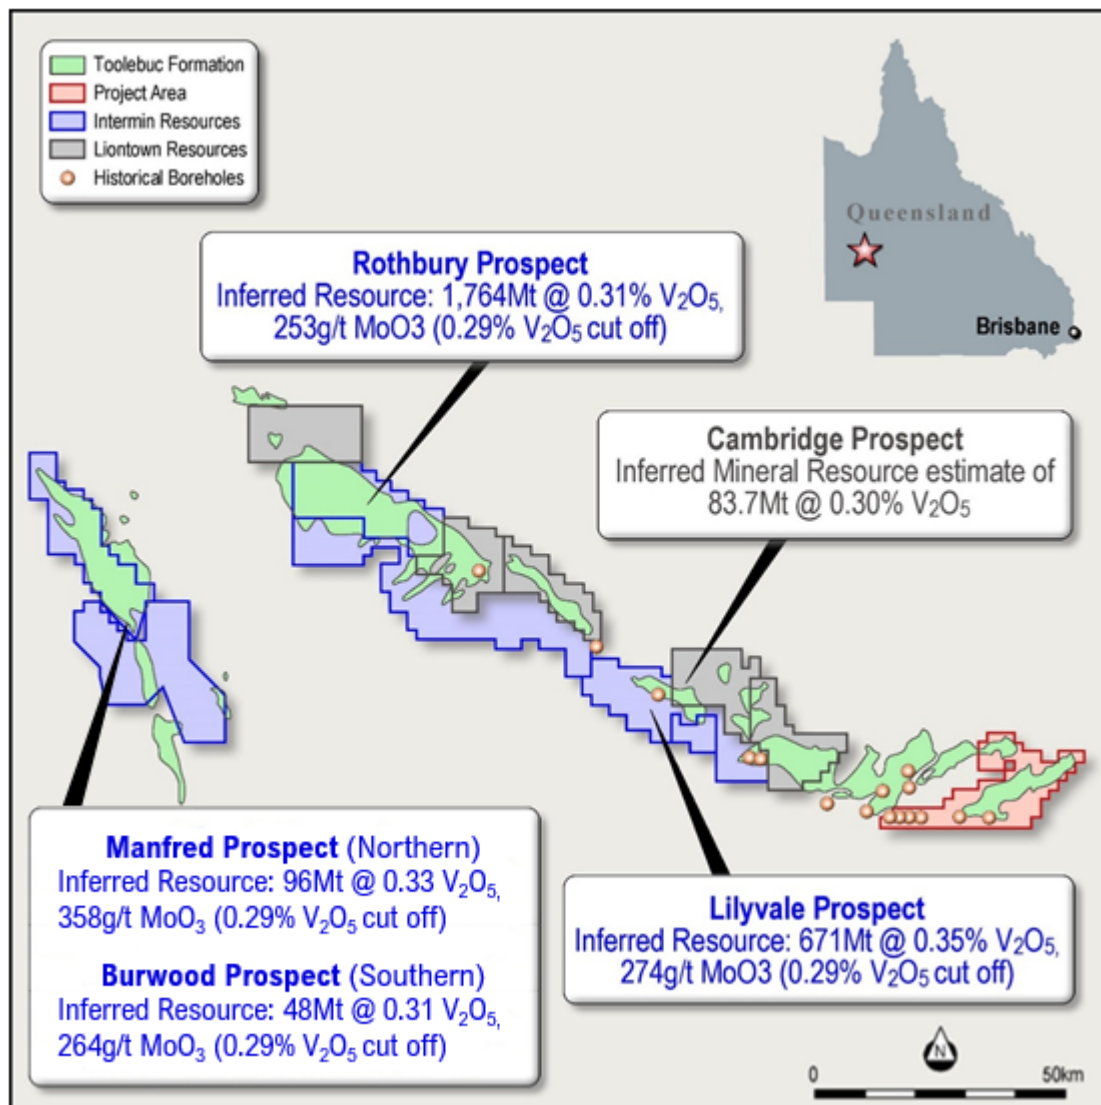 Toolebuc Formation
Project Area
Intermin Resources
Liontown Resources
Historical Boreholes
Queensland
Brisbane
Rothbury Prospect
Inferred Resource: 1,764Mt @ 0.31% V₂O₅,
253g/t MoO3 (0.29% V₂O₅ cut off)
Cambridge Prospect
Inferred Mineral Resource estimate of
83.7Mt @ 0.30% V₂O₅
Manfred Prospect (Northern)
Inferred Resource: 96Mt @ 0.33 V₂O₅,
358g/t MoO₃ (0.29% V₂O₅ cut off)
Burwood Prospect (Southern)
Inferred Resource: 48Mt @ 0.31 V₂O₅,
264g/t MoO₃ (0.29% V₂O₅ cut off)
Lilyvale Prospect
Inferred Resource: 671Mt @ 0.35% V₂O₅,
274g/t MoO3 (0.29% V₂O₅ cut off)
N
0 50km